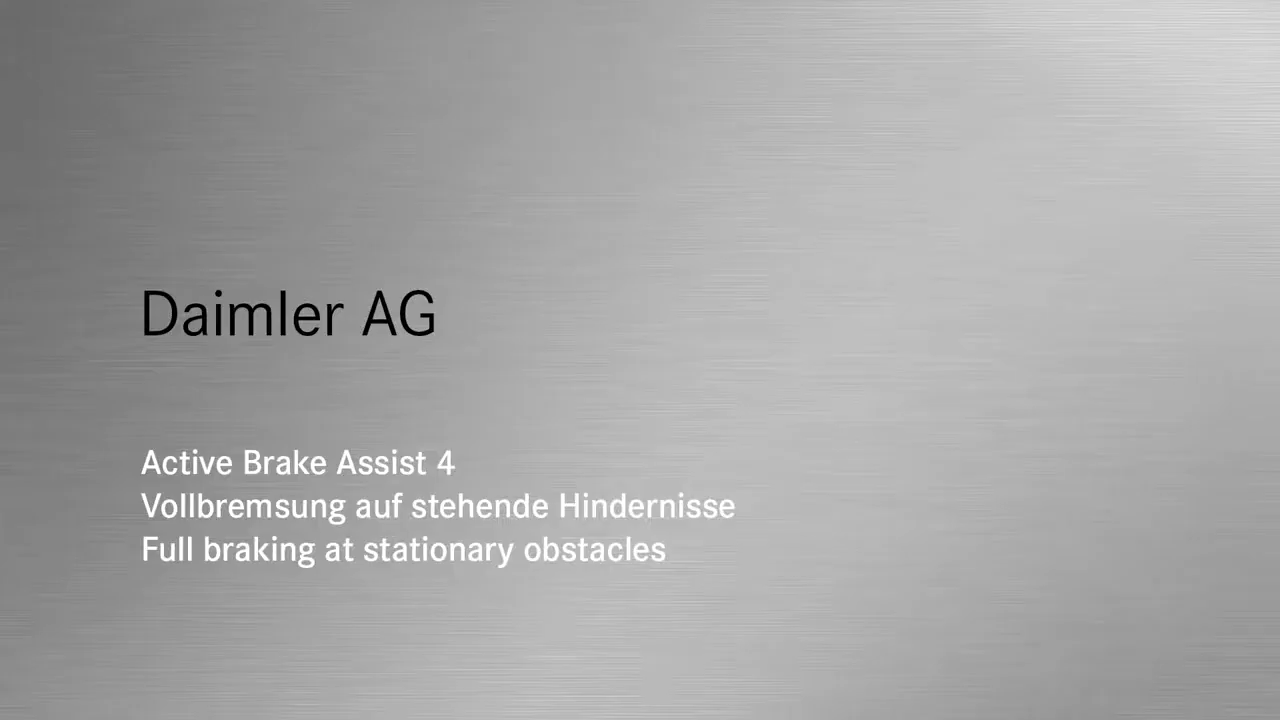 Daimler AG
Active Brake Assist 4
Vollbremsung auf stehende Hindernisse
Full braking at stationary obstacles